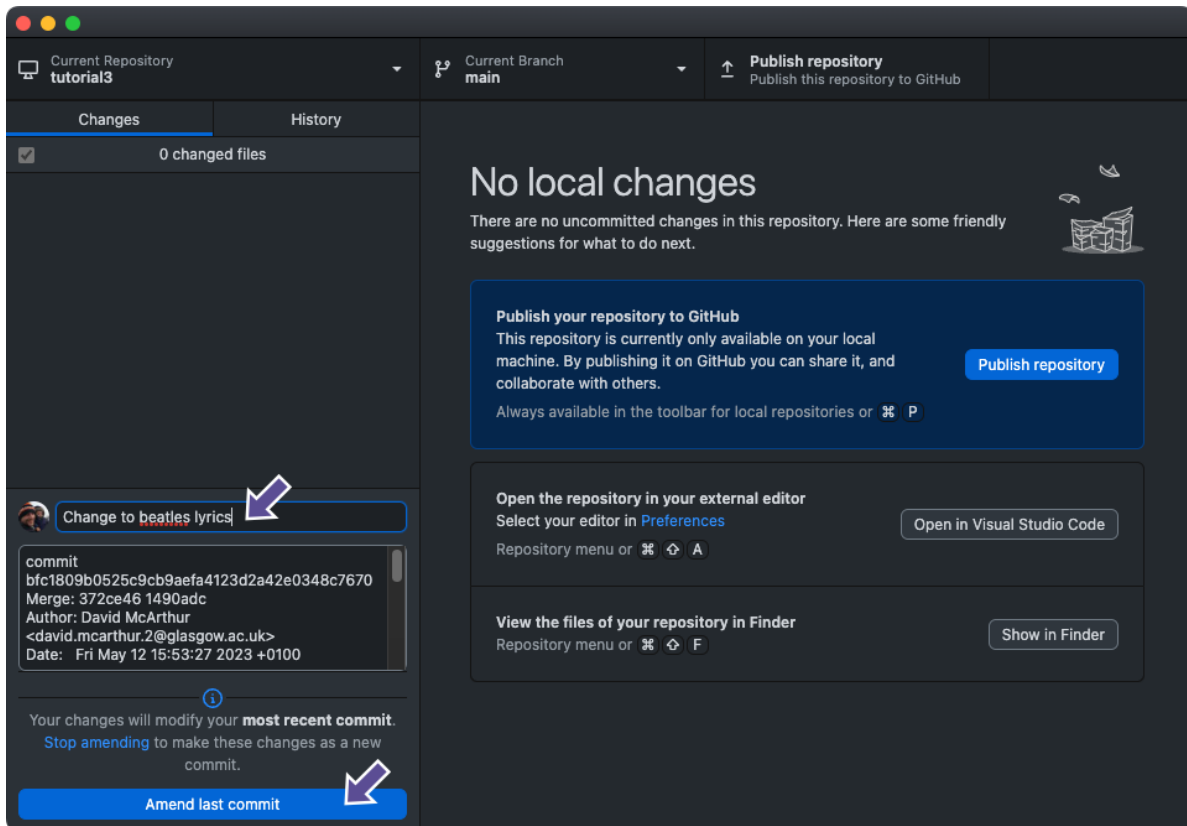 Current Repository
tutorial3
Current Branch
main
Publish repository
Publish this repository to GitHub
Changes
History
0 changed files
No local changes
There are no uncommitted changes in this repository. Here are some friendly
suggestions for what to do next.
Publish your repository to GitHub
This repository is currently only available on your local
machine. By publishing it on GitHub you can share it, and
collaborate with others.
Always available in the toolbar for local repositories or ⌘ P
Publish repository
Open the repository in your external editor
Select your editor in Preferences
Repository menu or ⌘ ⇧ A
Open in Visual Studio Code
View the files of your repository in Finder
Repository menu or ⌘ ⇧ F
Show in Finder
Change to beatles lyrics
commit
bfc1809b0525c9cb9aefa4123d2a42e0348c7670
Merge: 372ce46 1490adc
Author: David McArthur
<david.mcarthur.2@glasgow.ac.uk>
Date: Fri May 12 15:53:27 2023 +0100
Your changes will modify your most recent commit.
Stop amending to make these changes as a new
commit.
Amend last commit